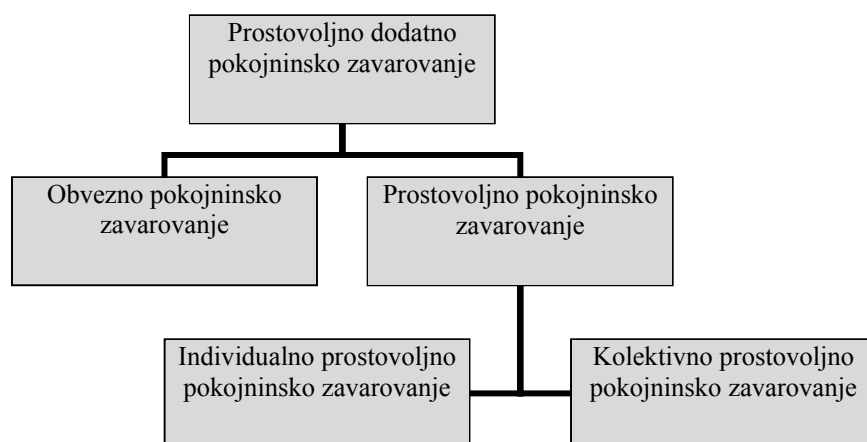 Prostovoljno dodatno
pokojninsko zavarovanje
Obvezno pokojninsko
zavarovanje
Prostovoljno pokojninsko
zavarovanje
Individualno prostovoljno
pokojninsko zavarovanje
Kolektivno prostovoljno
pokojninsko zavarovanje